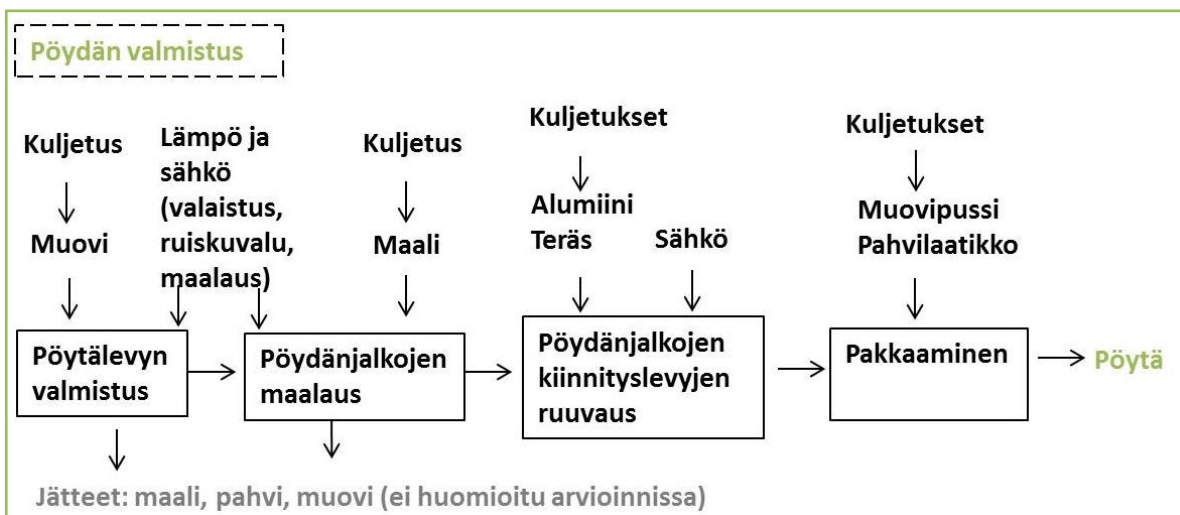 Pöydän valmistus
Kuljetus
Muovi
Lämpö ja
sähkö
(valaistus,
ruiskuvalu,
maalaus)
Kuljetus
Maali
Kuljetukset
Alumiini
Teräs
Sähkö
Kuljetukset
Muovipussi
Pahvilaatikko
Pöytälevyn
valmistus
Pöydänjalkojen
maalaus
Pöydänjalkojen
kiinnityslevyjen
ruuvaus
Pakkaaminen
Pöytä
Jätteet: maali, pahvi, muovi (ei huomioitu arvioinnissa)